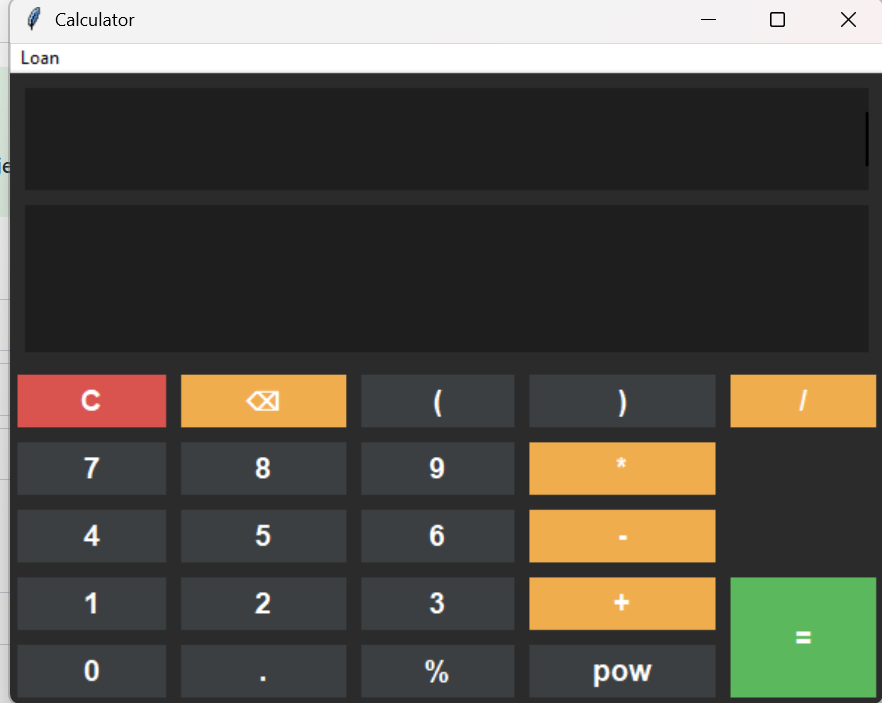 Calculator
Loan
C ⌫ ( ) /
7 8 9 *
4 5 6 -
1 2 3 +
=
0 . % pow